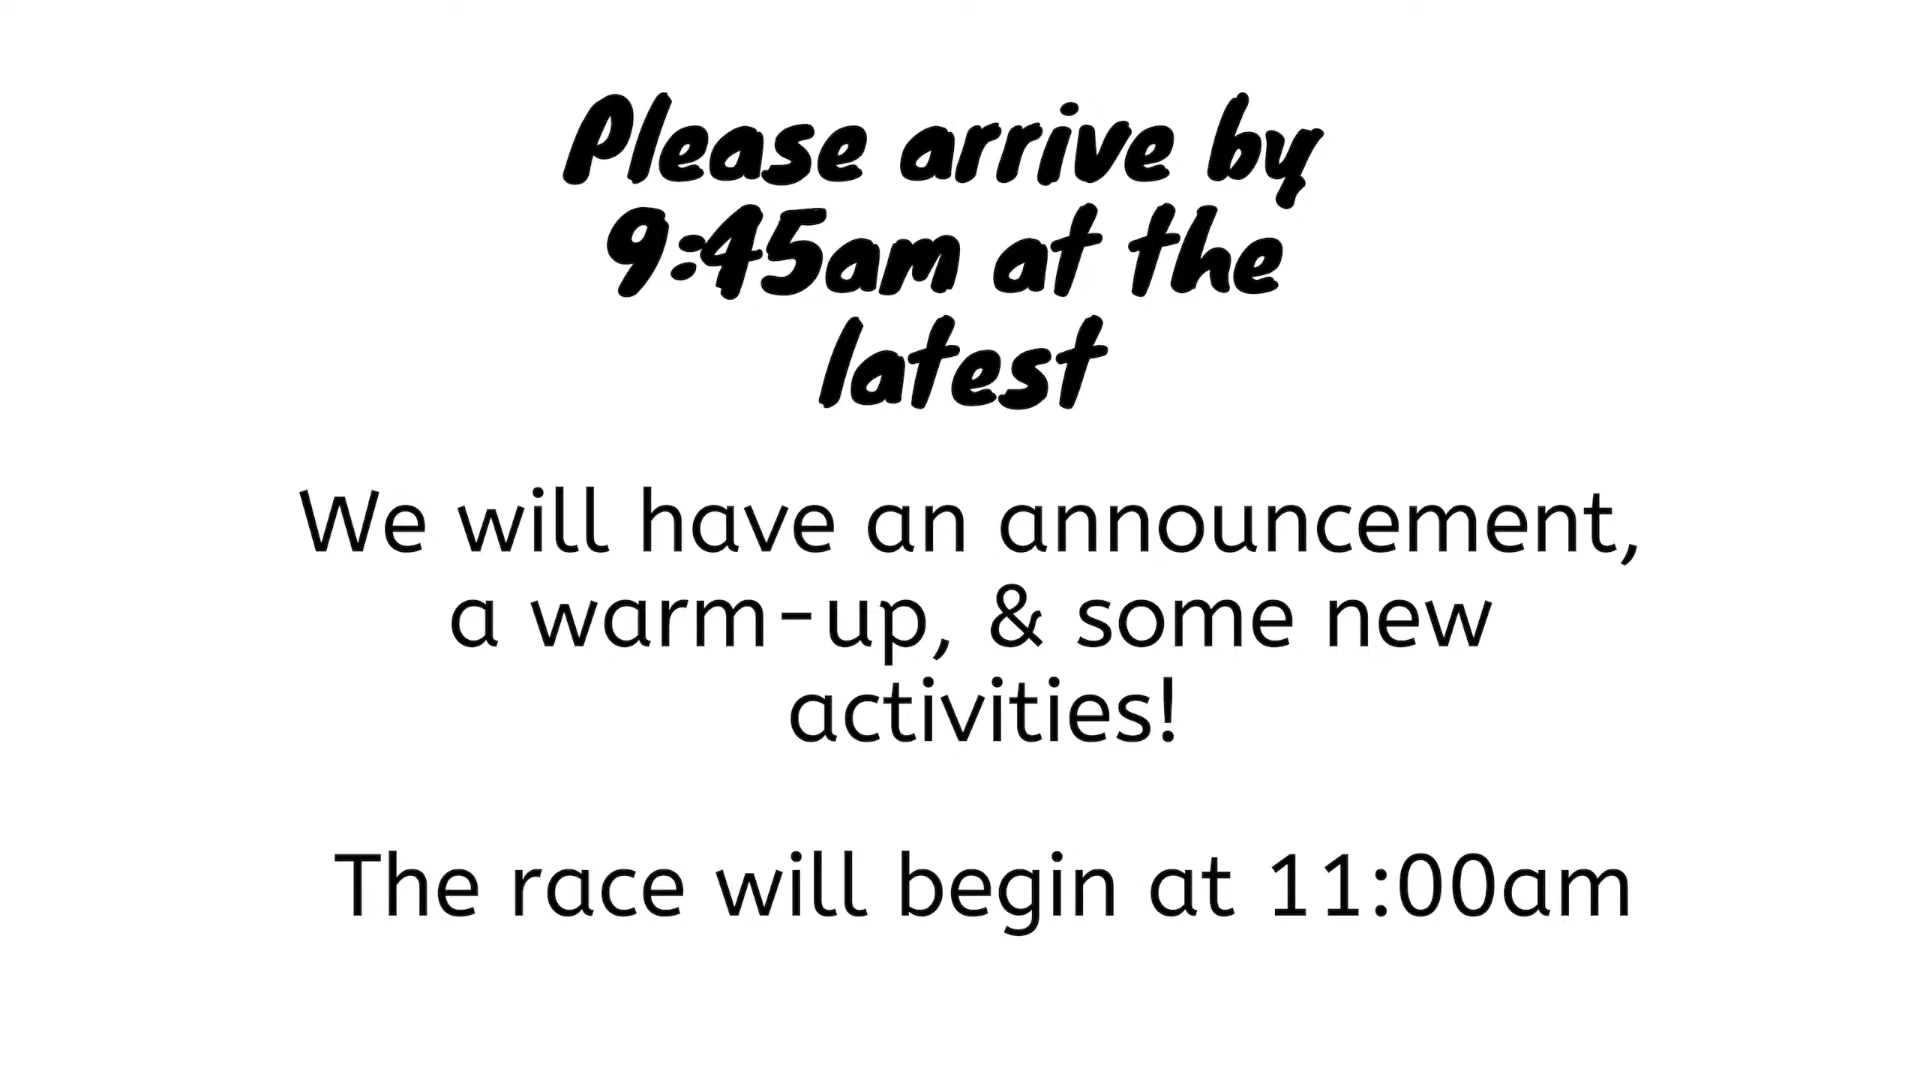 Please arrive by
9:45am at the
latest
We will have an announcement,
a warm-up, & some new
activities!
The race will begin at 11:00am